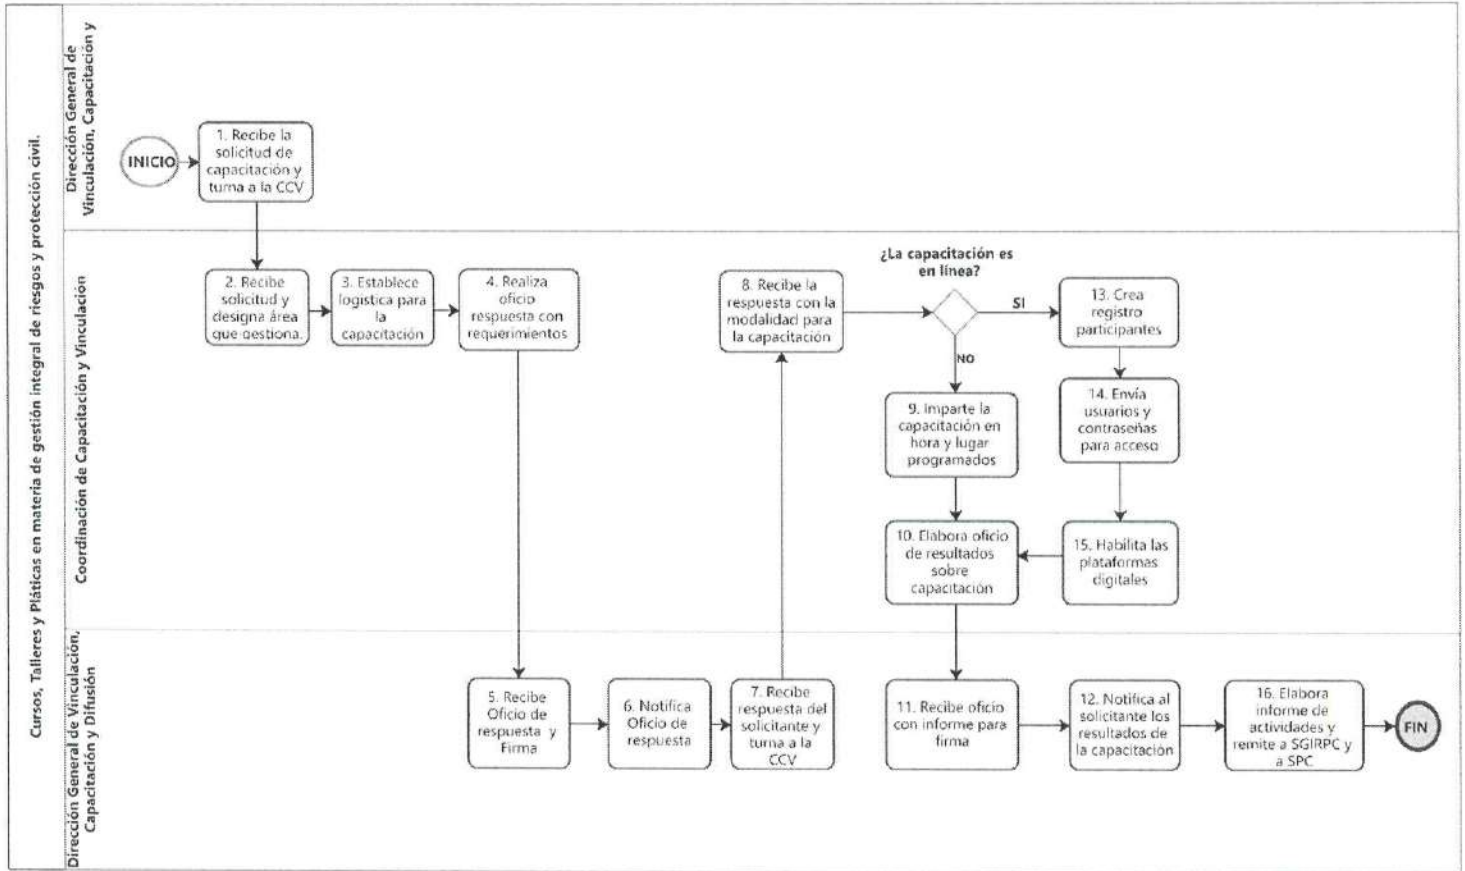 Cursos, Talleres y Pláticas en materia de gestión integral de riesgos y protección civil.
Dirección General de
Vinculación, Capacitación y
INICIO
1. Recibe la
solicitud de
capacitación y
turna a la CCV
Coordinación de Capacitación y Vinculación
2. Recibe
solicitud y
designa área
que gestiona.
3. Establece
logística para
la
capacitación
4. Realiza
oficio
respuesta con
requerimientos
8. Recibe la
respuesta con la
modalidad para
la capacitación
¿La capacitación es
en línea?
SI
NO
13. Crea
registro
participantes
9. Imparte la
capacitación en
hora y lugar
programados
14. Envía
usuarios y
contraseñas
para acceso
10. Elabora oficio
de resultados
sobre
capacitación
15. Habilita las
plataformas
digitales
Dirección General de Vinculación,
Capacitación y Difusión
5. Recibe
Oficio de
respuesta y
Firma
6. Notifica
Oficio de
respuesta
7. Recibe
respuesta del
solicitante y
turna a la
CCV
11. Recibe oficio
con informe para
firma
12. Notifica al
solicitante los
resultados de
la capacitación
16. Elabora
informe de
actividades y
remite a SGIRPC y
a SPC
FIN